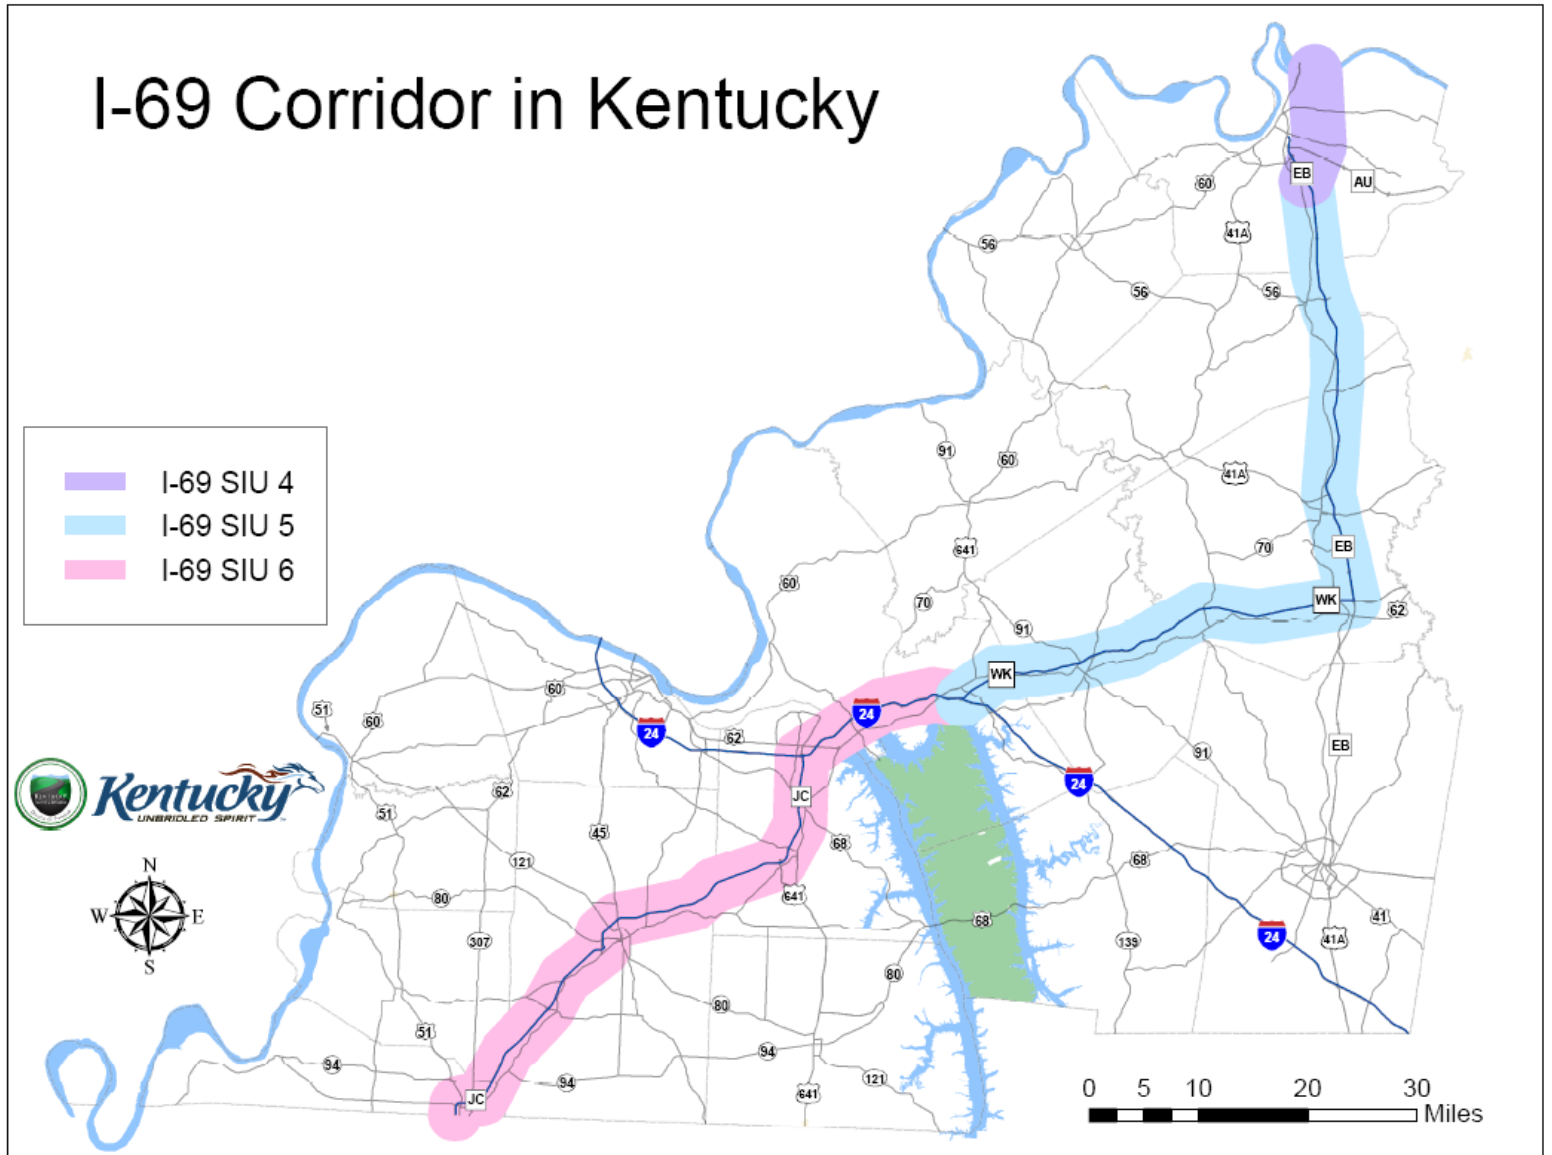 I-69 Corridor in Kentucky
EB
AU
60
41A
56
56
56
91
60
41A
I-69 SIU 4
I-69 SIU 5
I-69 SIU 6
641
70
EB
60
70
WK
62
91
WK
60
51
60
24
24
62
EB
91
24
JC
Kentucky
UNBRIDLED SPIRIT
62
51
45
68
121
68
N
W
E
S
80
641
68
41
307
139
24
41A
80
80
51
94
94
94
121
641
JC
0 5 10 20 30
Miles